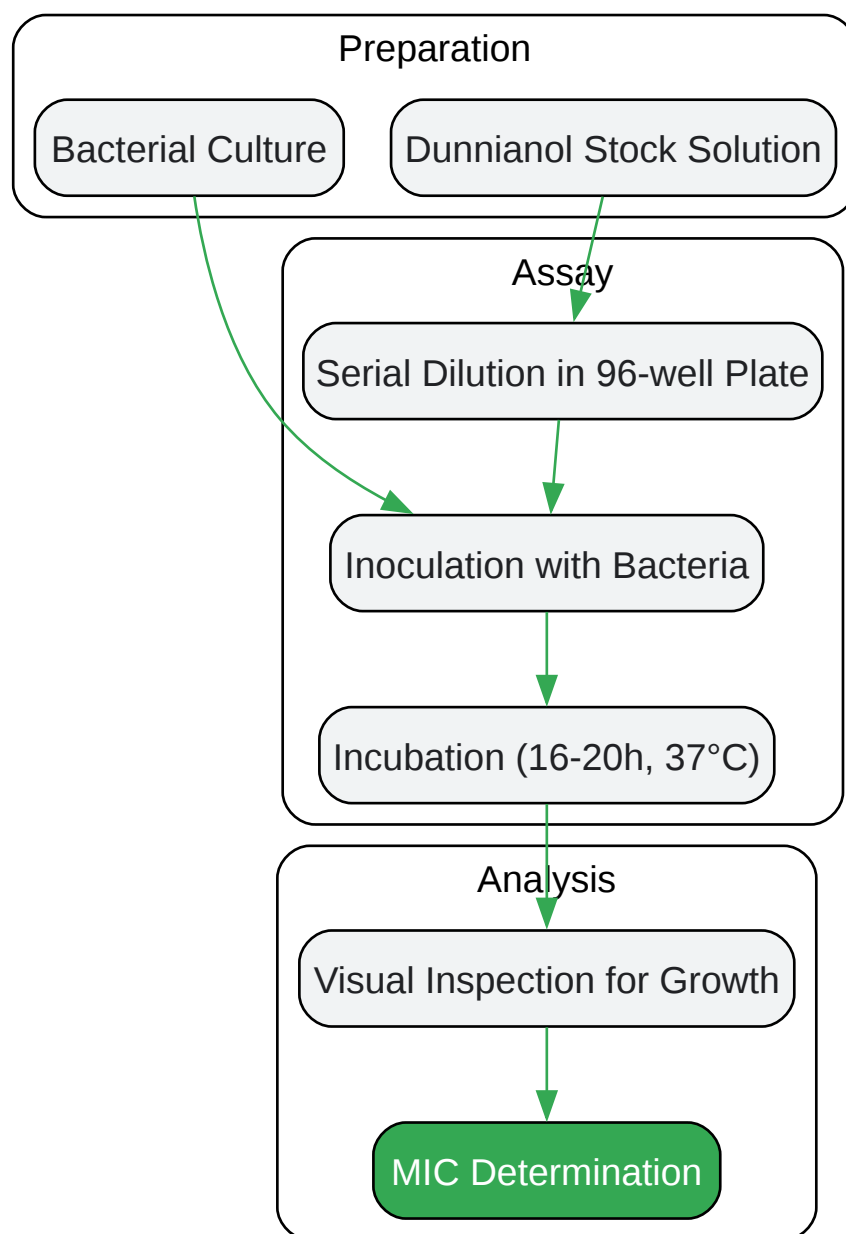 Preparation
Bacterial Culture
Dunnianol Stock Solution
Assay
Serial Dilution in 96-well Plate
Inoculation with Bacteria
Incubation (16-20h, 37°C)
Analysis
Visual Inspection for Growth
MIC Determination